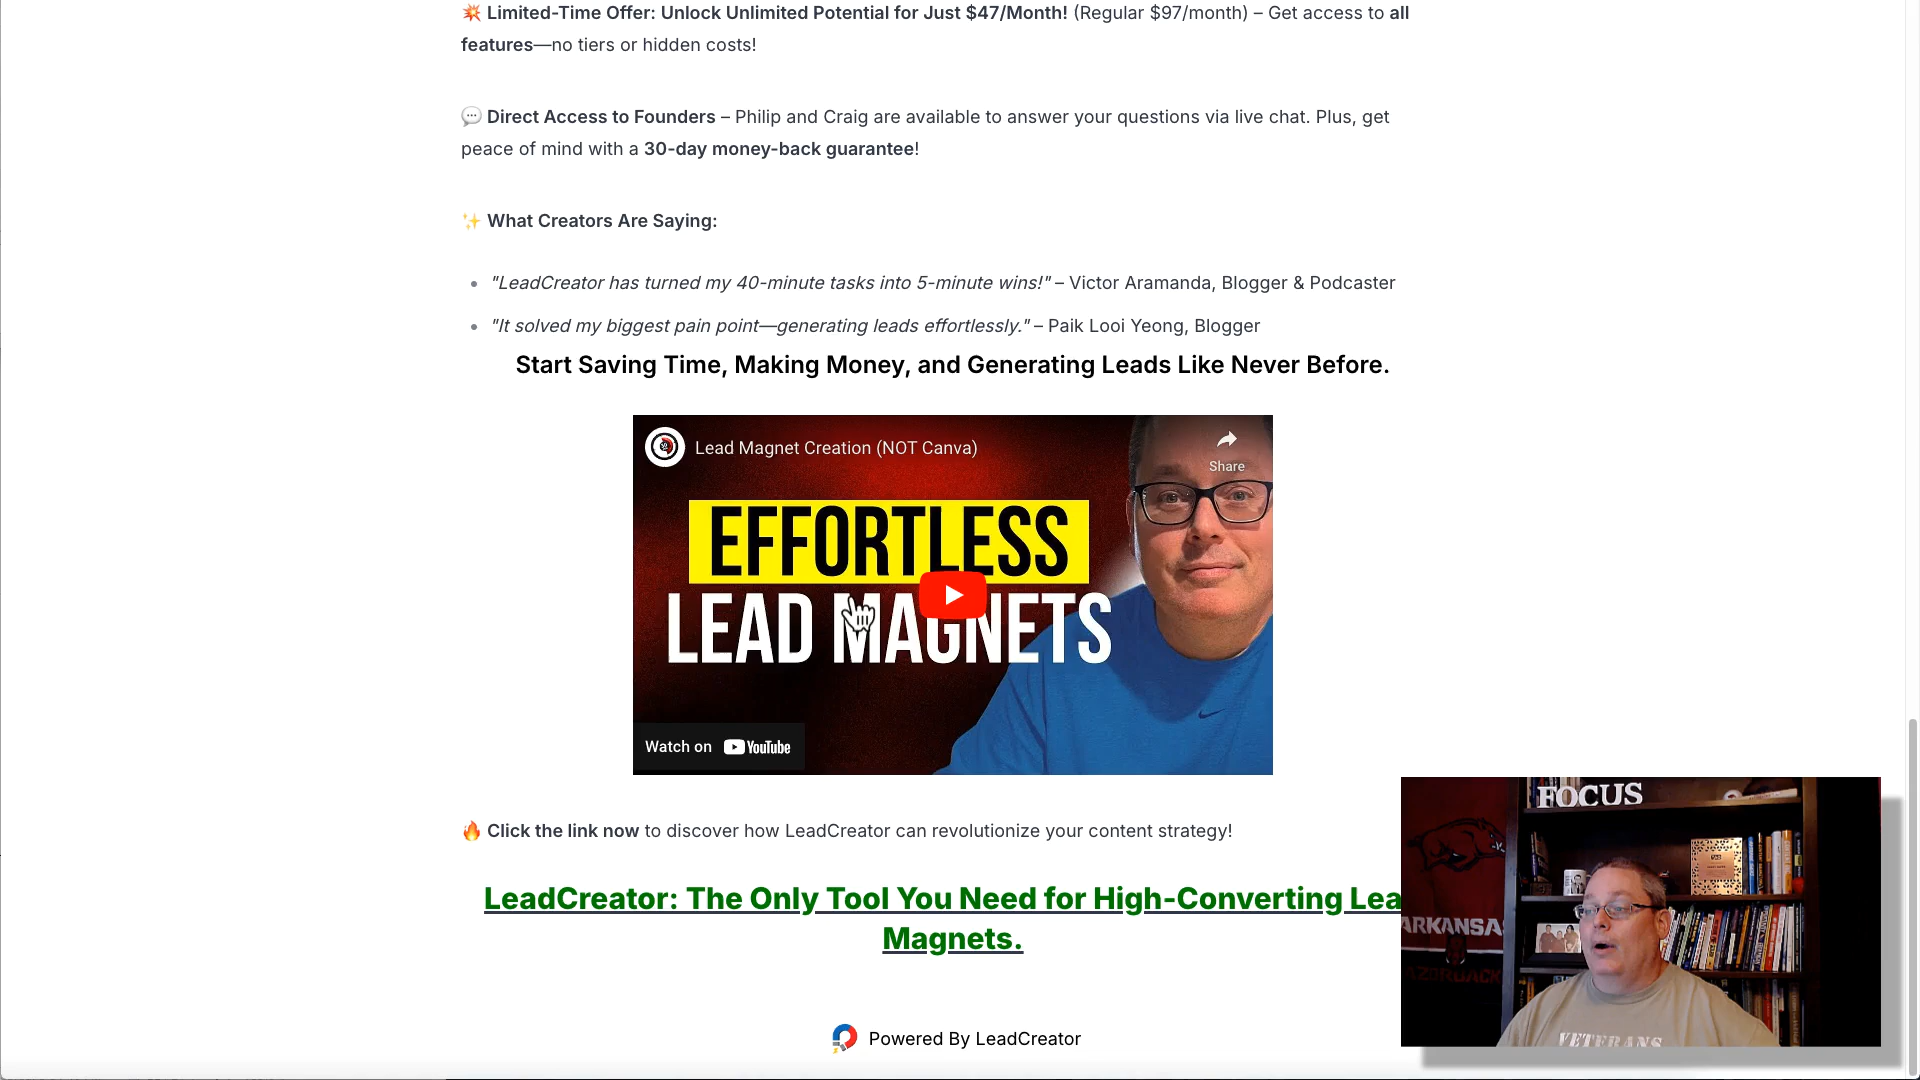 💥 Limited-Time Offer: Unlock Unlimited Potential for Just $47/Month! (Regular $97/month) – Get access to all
features—no tiers or hidden costs!
💬 Direct Access to Founders – Philip and Craig are available to answer your questions via live chat. Plus, get
peace of mind with a 30-day money-back guarantee!
✨ What Creators Are Saying:
• "LeadCreator has turned my 40-minute tasks into 5-minute wins!" – Victor Aramanda, Blogger & Podcaster
• "It solved my biggest pain point—generating leads effortlessly." – Paik Looi Yeong, Blogger
Start Saving Time, Making Money, and Generating Leads Like Never Before.
Lead Magnet Creation (NOT Canva)
Share
EFFORTLESS
LEAD MAGNETS
Watch on YouTube
🔥 Click the link now to discover how LeadCreator can revolutionize your content strategy!
LeadCreator: The Only Tool You Need for High-Converting Lea
Magnets.
Powered By LeadCreator
FOCUS
ARKANSAS
VETERANS